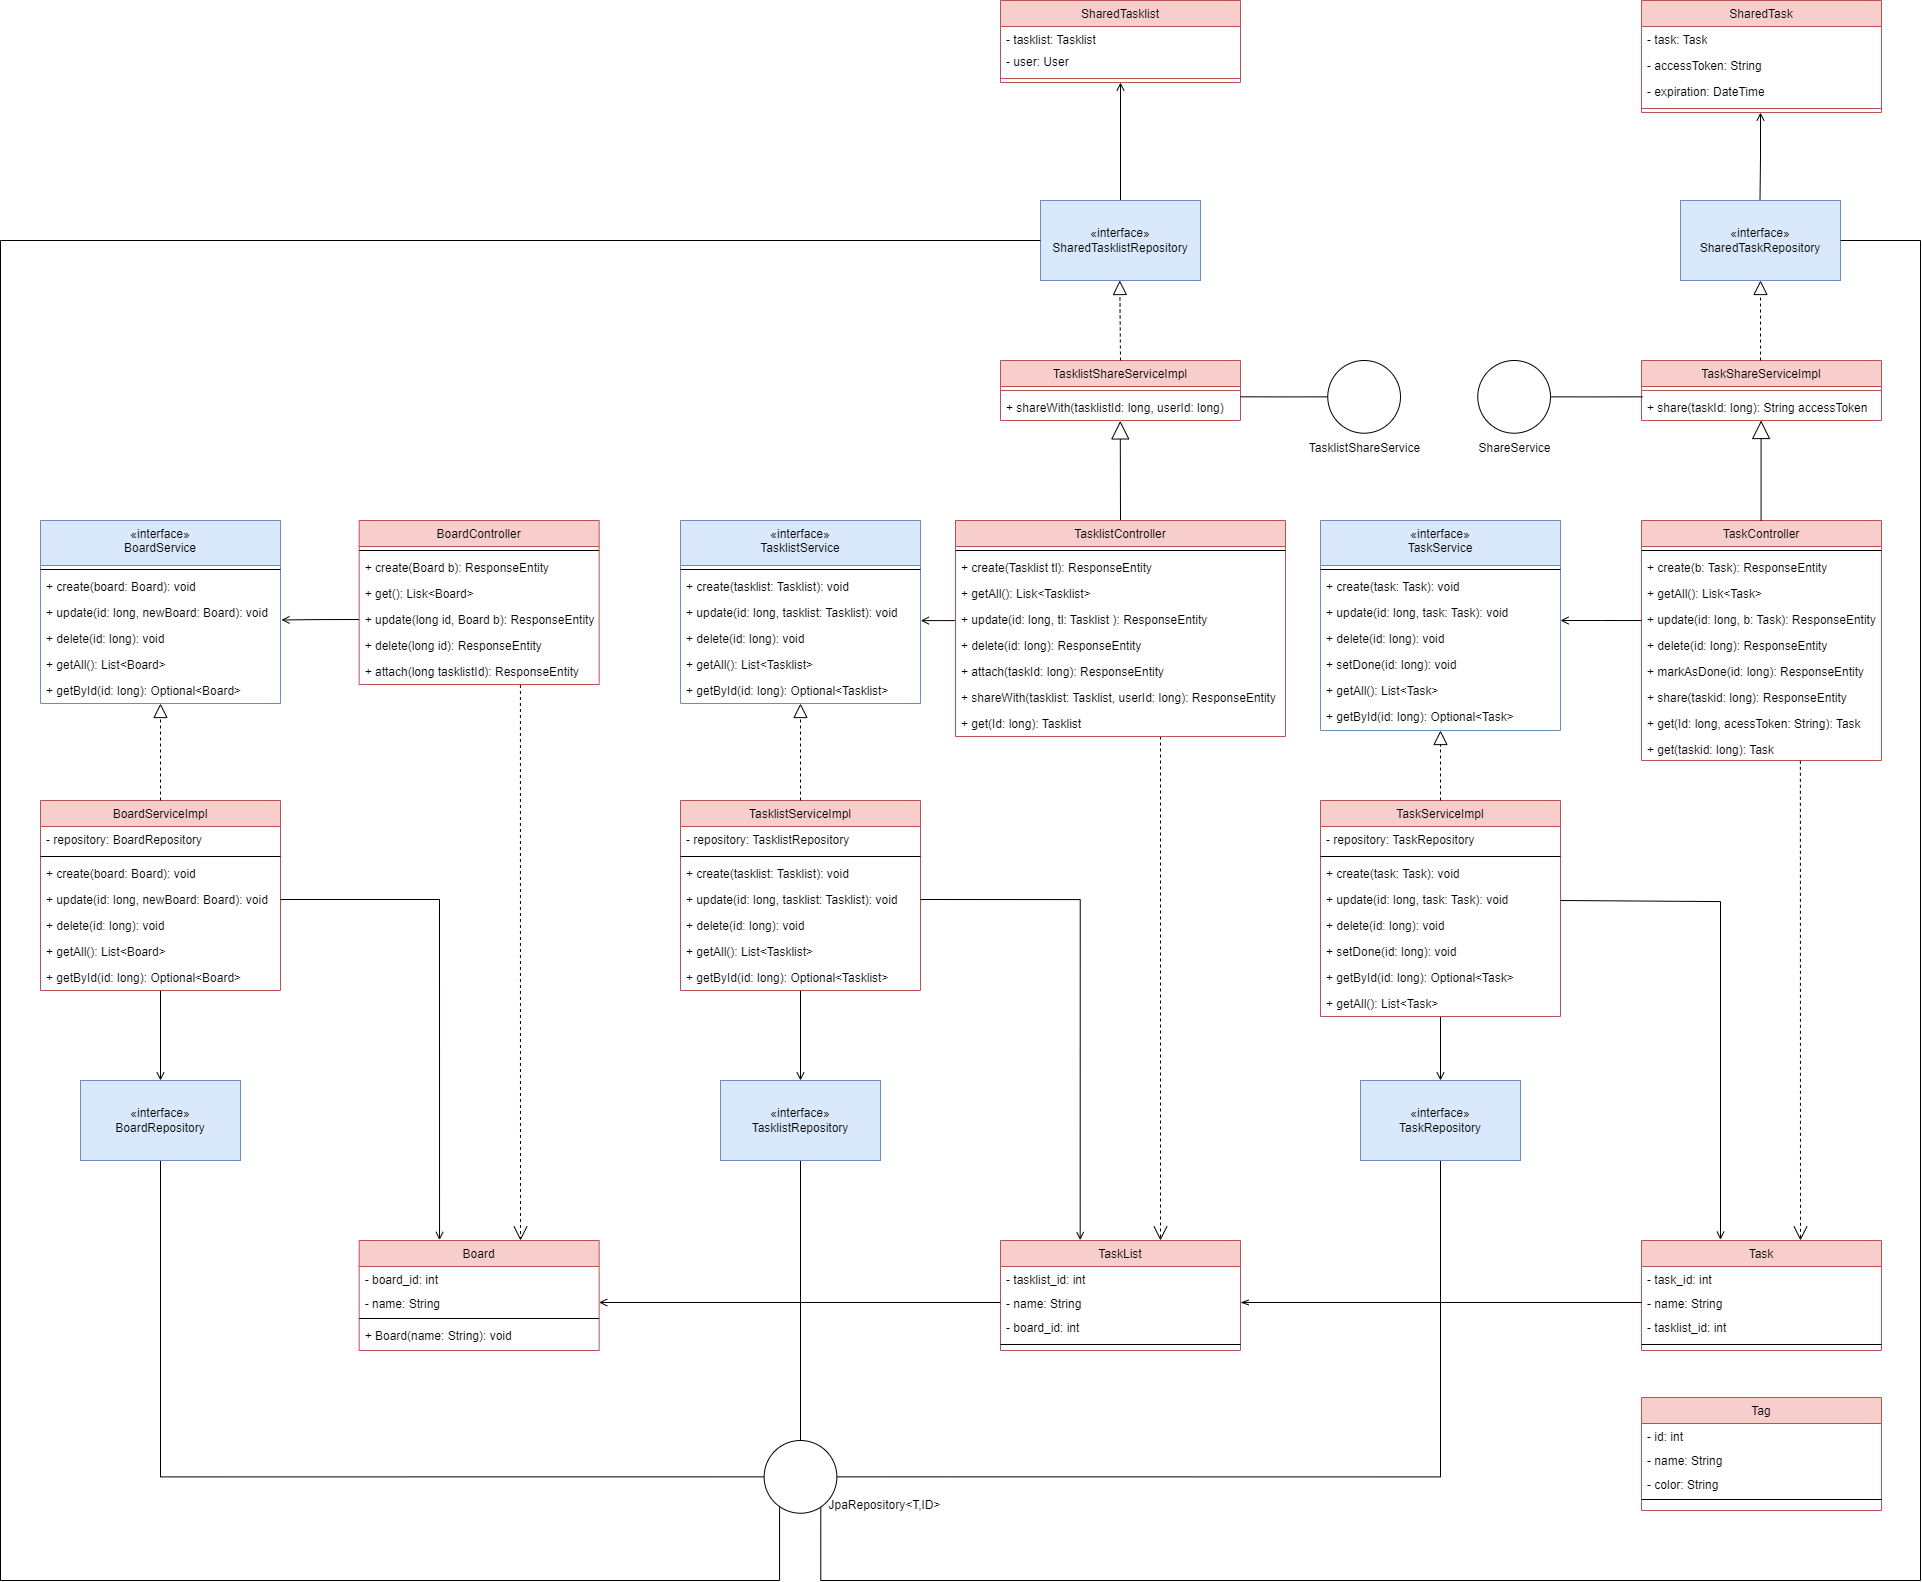 SharedTasklist
- tasklist: Tasklist
- user: User
SharedTask
- task: Task
- accessToken: String
- expiration: DateTime
«interface»
SharedTasklistRepository
«interface»
SharedTaskRepository
TasklistShareServiceImpl
+ shareWith(tasklistId: long, userId: long)
TasklistShareService
ShareService
TaskShareServiceImpl
+ share(taskId: long): String accessToken
«interface»
BoardService
+ create(board: Board): void
+ update(id: long, newBoard: Board): void
+ delete(id: long): void
+ getAll(): List<Board>
+ getById(id: long): Optional<Board>
BoardController
+ create(Board b): ResponseEntity
+ get(): Lisk<Board>
+ update(long id, Board b): ResponseEntity
+ delete(long id): ResponseEntity
+ attach(long tasklistId): ResponseEntity
«interface»
TasklistService
+ create(tasklist: Tasklist): void
+ update(id: long, tasklist: Tasklist): void
+ delete(id: long): void
+ getAll(): List<Tasklist>
+ getById(id: long): Optional<Tasklist>
TasklistController
+ create(Tasklist tl): ResponseEntity
+ getAll(): Lisk<Tasklist>
+ update(id: long, tl: Tasklist ): ResponseEntity
+ delete(id: long): ResponseEntity
+ attach(taskId: long): ResponseEntity
+ shareWith(tasklist: Tasklist, userId: long): ResponseEntity
+ get(Id: long): Tasklist
«interface»
TaskService
+ create(task: Task): void
+ update(id: long, task: Task): void
+ delete(id: long): void
+ setDone(id: long): void
+ getAll(): List<Task>
+ getById(id: long): Optional<Task>
TaskController
+ create(b: Task): ResponseEntity
+ getAll(): Lisk<Task>
+ update(id: long, b: Task): ResponseEntity
+ delete(id: long): ResponseEntity
+ markAsDone(id: long): ResponseEntity
+ share(taskid: long): ResponseEntity
+ get(Id: long, acessToken: String): Task
+ get(taskid: long): Task
BoardServiceImpl
- repository: BoardRepository
+ create(board: Board): void
+ update(id: long, newBoard: Board): void
+ delete(id: long): void
+ getAll(): List<Board>
+ getById(id: long): Optional<Board>
TasklistServiceImpl
- repository: TasklistRepository
+ create(tasklist: Tasklist): void
+ update(id: long, tasklist: Tasklist): void
+ delete(id: long): void
+ getAll(): List<Tasklist>
+ getById(id: long): Optional<Tasklist>
TaskServiceImpl
- repository: TaskRepository
+ create(task: Task): void
+ update(id: long, task: Task): void
+ delete(id: long): void
+ setDone(id: long): void
+ getById(id: long): Optional<Task>
+ getAll(): List<Task>
«interface»
BoardRepository
«interface»
TasklistRepository
«interface»
TaskRepository
Board
- board_id: int
- name: String
+ Board(name: String): void
TaskList
- tasklist_id: int
- name: String
- board_id: int
Task
- task_id: int
- name: String
- tasklist_id: int
Tag
- id: int
- name: String
- color: String
JpaRepository<T,ID>